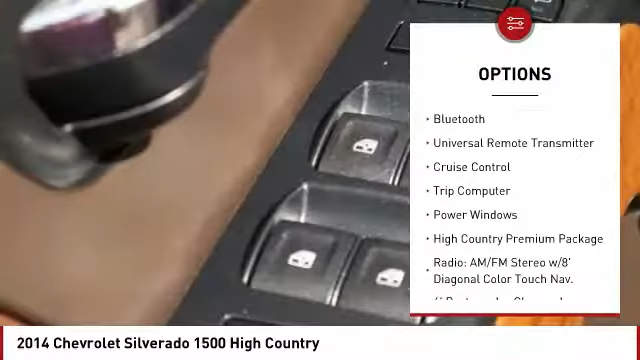 OPTIONS
• Bluetooth
• Universal Remote Transmitter
• Cruise Control
• Trip Computer
• Power Windows
• High Country Premium Package
• Radio: AM/FM Stereo w/8'
Diagonal Color Touch Nav.
2014 Chevrolet Silverado 1500 High Country